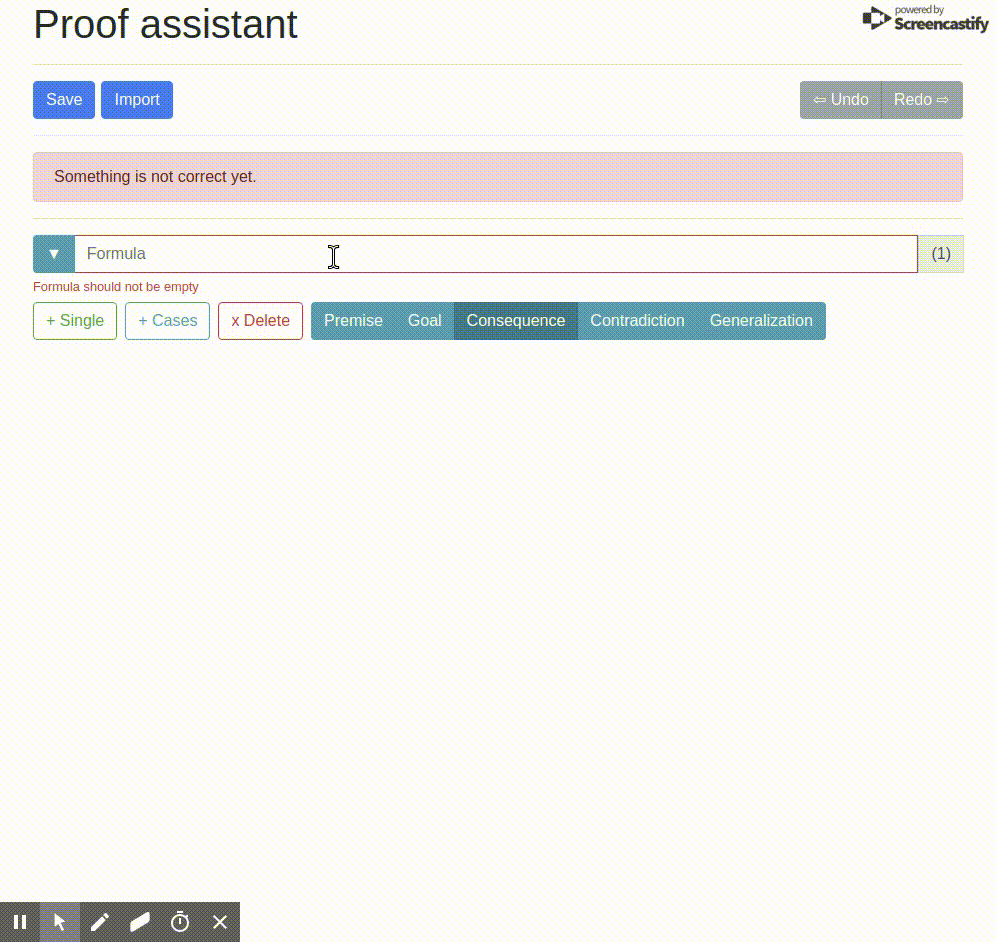 Proof assistant
powered by
Screencastify
Save Import ⇦ Undo Redo ⇨
Something is not correct yet.
▼ Formula (1)
Formula should not be empty
+ Single + Cases x Delete Premise Goal Consequence Contradiction Generalization